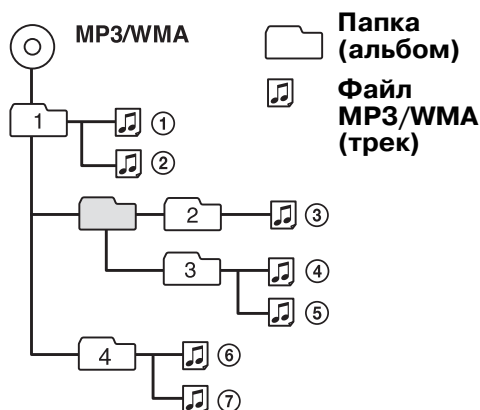 MP3/WMA
Папка
(альбом)
Файл
MP3/WMA
(трек)
1
①
②
2
③
3
④
⑤
4
⑥
⑦